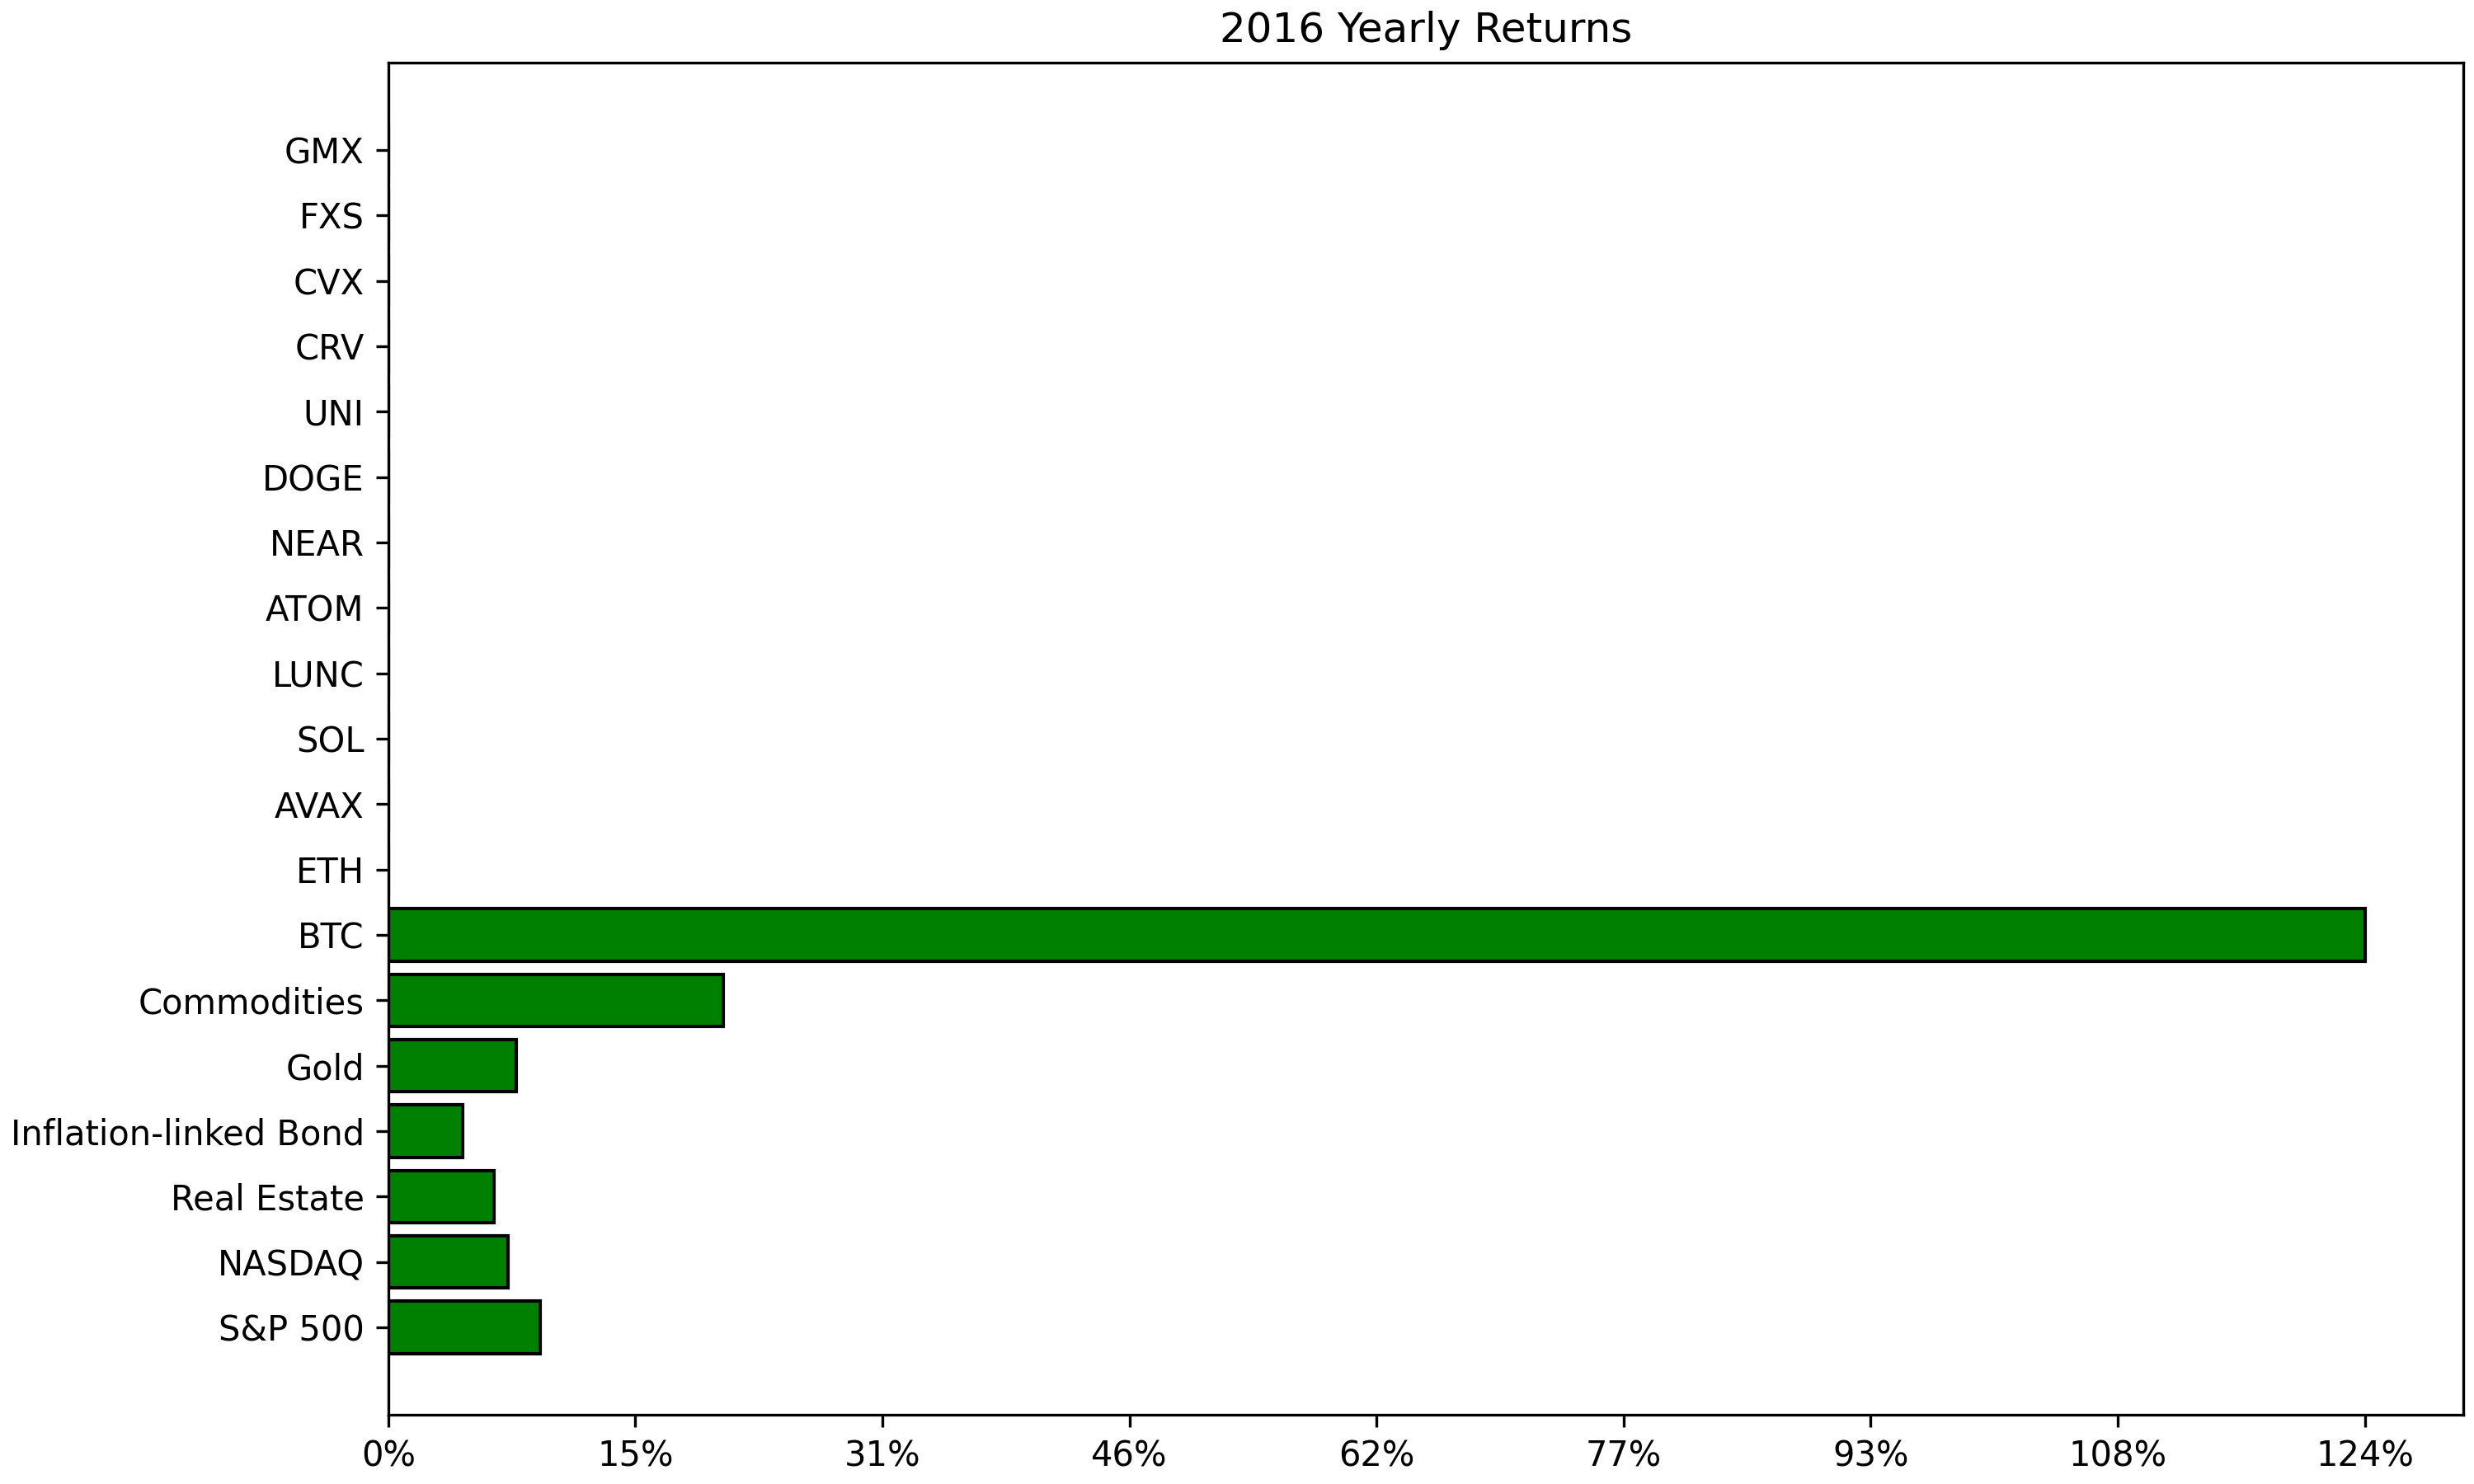 2016 Yearly Returns
GMX
FXS
CVX
CRV
UNI
DOGE
NEAR
ATOM
LUNC
SOL
AVAX
ETH
BTC
Commodities
Gold
Inflation-linked Bond
Real Estate
NASDAQ
S&P 500
0% 15% 31% 46% 62% 77% 93% 108% 124%